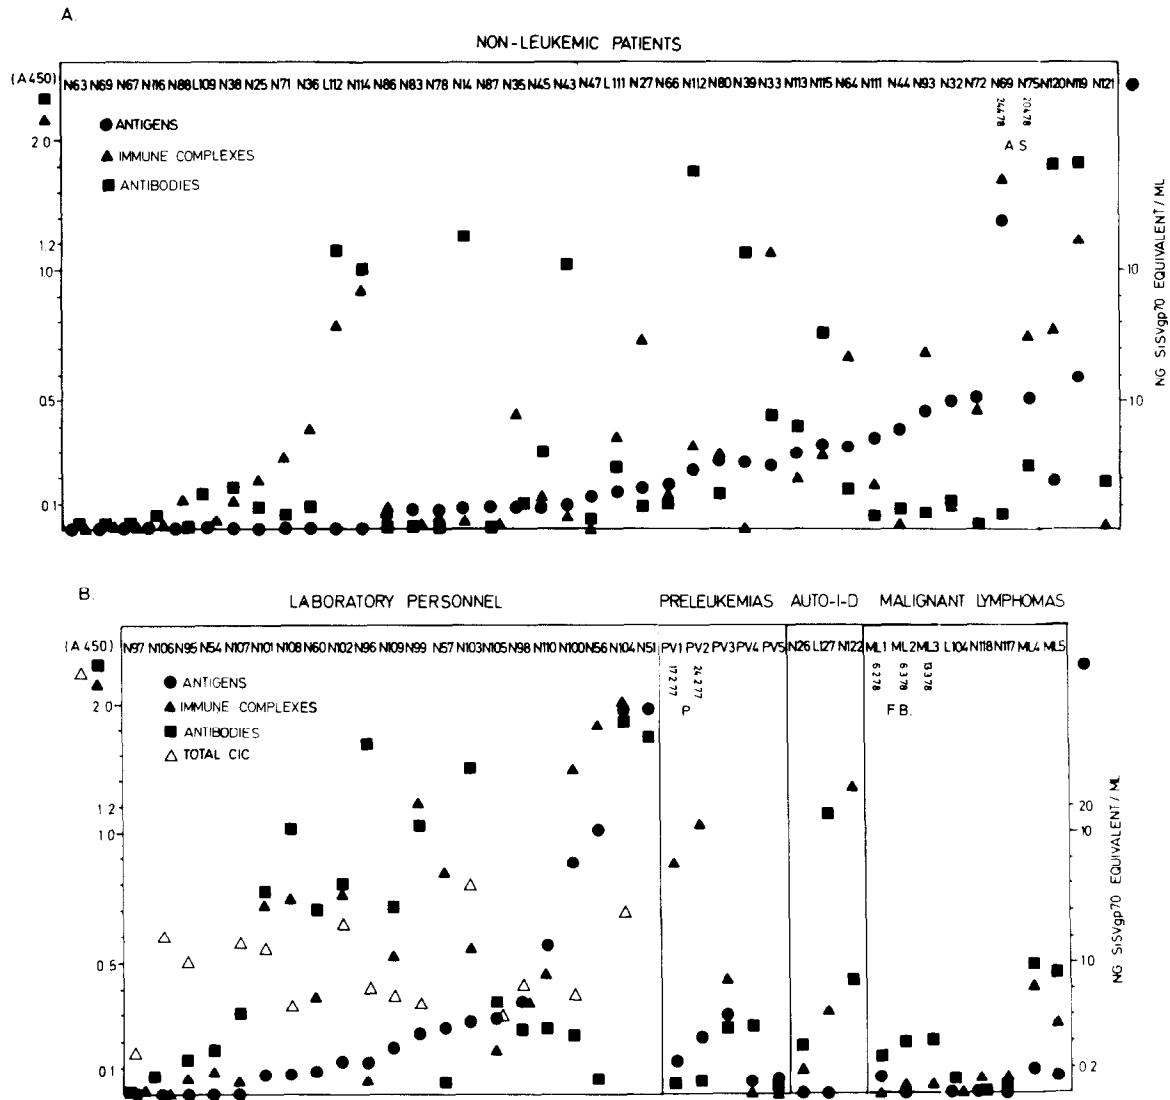 A.
NON-LEUKEMIC PATIENTS
(A450) N63 N69 N67 N116 N88 L109 N38 N25 N71 N36 L112 N114 N86 N83 N78 N14 N87 N35 N45 N43 N47 L111 N27 N66 N112 N80 N39 N33 N113 N115 N64 N111 N44 N93 N32 N72 N69 N75 N120 N119 N121
24.4.78 20.4.78
ANTIGENS
IMMUNE COMPLEXES
ANTIBODIES
A S
2.0
1.2
1.0
0.5
0.1
10
1.0
NG SiSVgp70 EQUIVALENT / ML
B.
LABORATORY PERSONNEL PRELEUKEMIAS AUTO-I-D MALIGNANT LYMPHOMAS
(A 450) N97 N106 N95 N54 N107 N101 N108 N60 N102 N96 N109 N99 N57 N103 N105 N98 N110 N100 N56 N104 N51 PV1 PV2 PV3 PV4 PV5 N26 L127 N122 ML1 ML2 ML3 L104 N118 N117 ML4 ML5
17.2.77 24.2.77 6.2.78 6.3.78 13.3.78
P F B.
ANTIGENS
IMMUNE COMPLEXES
ANTIBODIES
TOTAL CIC
2.0
1.2
1.0
0.5
0.1
20
10
1.0
0.2
NG SiSVgp70 EQUIVALENT / ML